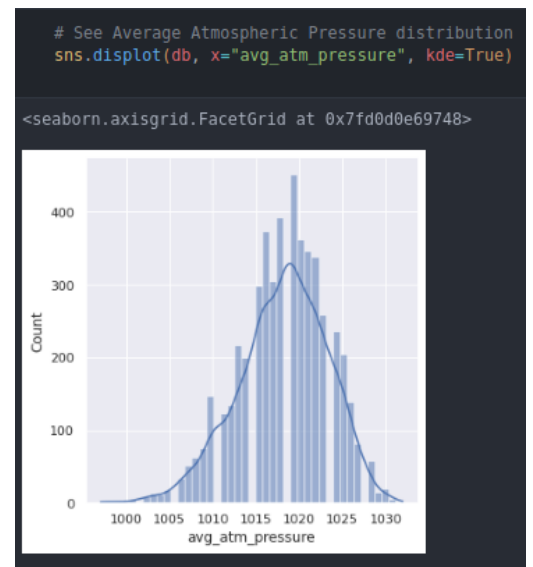 # See Average Atmospheric Pressure distribution
sns.displot(db, x="avg_atm_pressure", kde=True)
<seaborn.axisgrid.FacetGrid at 0x7fd0d0e69748>
400
300
200
100
0
Count
1000 1005 1010 1015 1020 1025 1030
avg_atm_pressure